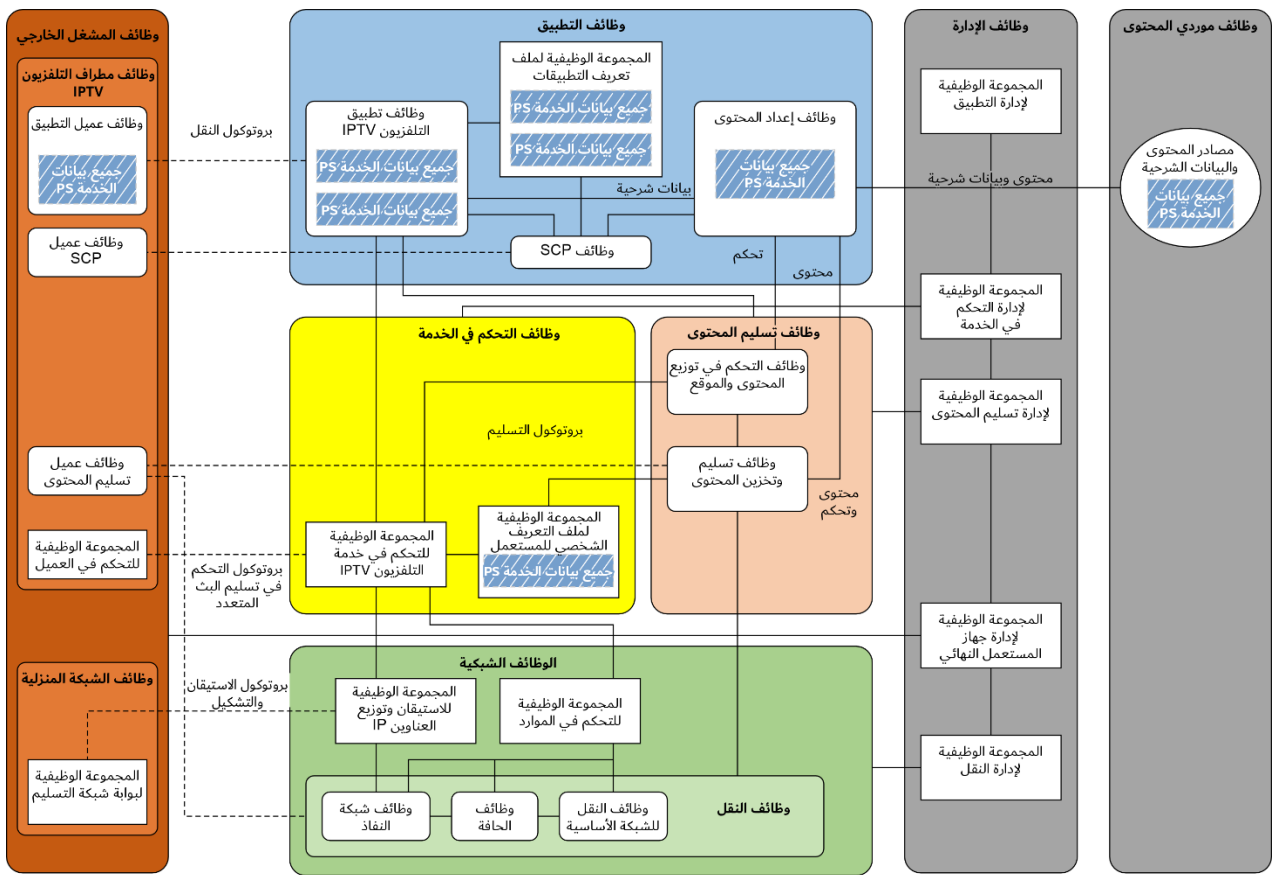 وظائف موردي المحتوى
مصادر المحتوى
والبيانات الشرحية
جميع بيانات
الخدمة PS
وظائف الإدارة
المجموعة الوظيفية
لإدارة التطبيق
المجموعة الوظيفية
لإدارة التحكم
في الخدمة
المجموعة الوظيفية
لإدارة تسليم المحتوى
المجموعة الوظيفية
لإدارة جهاز
المستعمل النهائي
المجموعة الوظيفية
لإدارة النقل
محتوى وبيانات شرحية
وظائف التطبيق
وظائف إعداد المحتوى
جميع بيانات
الخدمة PS
المجموعة الوظيفية لملف
تعريف التطبيقات
جميع بيانات الخدمة PS
جميع بيانات الخدمة PS
وظائف تطبيق
التلفزيون IPTV
جميع بيانات الخدمة PS
جميع بيانات الخدمة PS
بيانات شرحية
وظائف SCP
تحكم
محتوى
وظائف تسليم المحتوى
وظائف التحكم في توزيع
المحتوى والموقع
وظائف تسليم
وتخزين المحتوى
محتوى
وتحكم
وظائف التحكم في الخدمة
بروتوكول التسليم
المجموعة الوظيفية
لملف التعريف
الشخصي للمستعمل
جميع بيانات الخدمة PS
المجموعة الوظيفية
للتحكم في خدمة
التلفزيون IPTV
الوظائف الشبكية
المجموعة الوظيفية
للتحكم في الموارد
المجموعة الوظيفية
للاستيقان وتوزيع
العناوين IP
وظائف النقل
وظائف النقل
للشبكة الأساسية
وظائف
الحافة
وظائف شبكة
النفاذ
بروتوكول النقل
بروتوكول التحكم
في تسليم البث
المتعدد
بروتوكول الاستيقان
والتشكيل
وظائف المشغل الخارجي
وظائف مطراف التلفزيون
IPTV
وظائف عميل التطبيق
جميع بيانات
الخدمة PS
وظائف عميل
SCP
وظائف عميل
تسليم المحتوى
المجموعة الوظيفية
للتحكم في العميل
وظائف الشبكة المنزلية
المجموعة الوظيفية
لبوابة شبكة التسليم